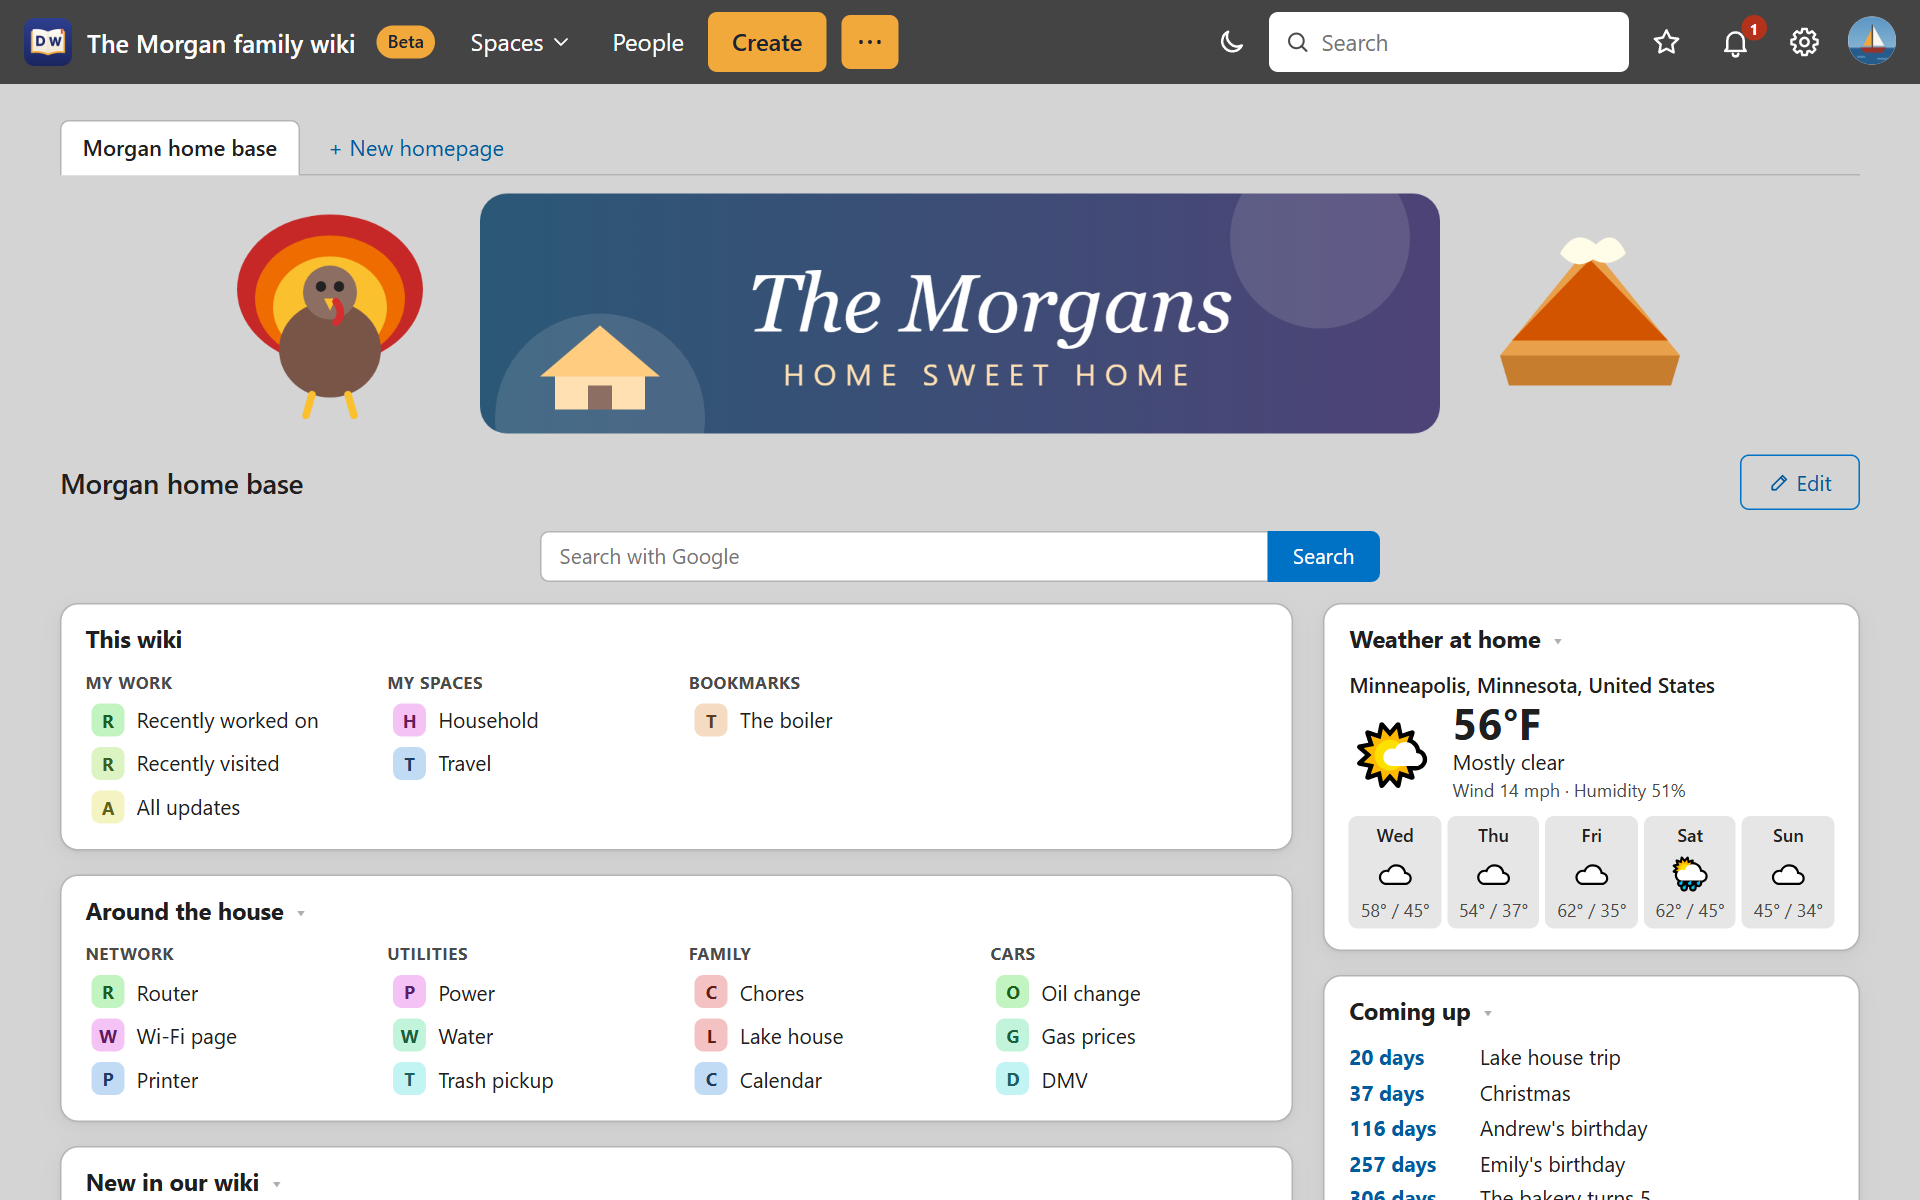 DW
The Morgan family wiki
Beta
Spaces
People
Create
...
Search
1
Morgan home base
+ New homepage
The Morgans
HOME SWEET HOME
Morgan home base
Edit
Search with Google
Search
This wiki
MY WORK
R Recently worked on
R Recently visited
A All updates
MY SPACES
H Household
T Travel
BOOKMARKS
T The boiler
Around the house
NETWORK
R Router
W Wi-Fi page
P Printer
UTILITIES
P Power
W Water
T Trash pickup
FAMILY
C Chores
L Lake house
C Calendar
CARS
O Oil change
G Gas prices
D DMV
New in our wiki
Weather at home
Minneapolis, Minnesota, United States
56°F
Mostly clear
Wind 14 mph · Humidity 51%
Wed
58° / 45°
Thu
54° / 37°
Fri
62° / 35°
Sat
62° / 45°
Sun
45° / 34°
Coming up
20 days Lake house trip
37 days Christmas
116 days Andrew's birthday
257 days Emily's birthday
306 days The bakery turns 5